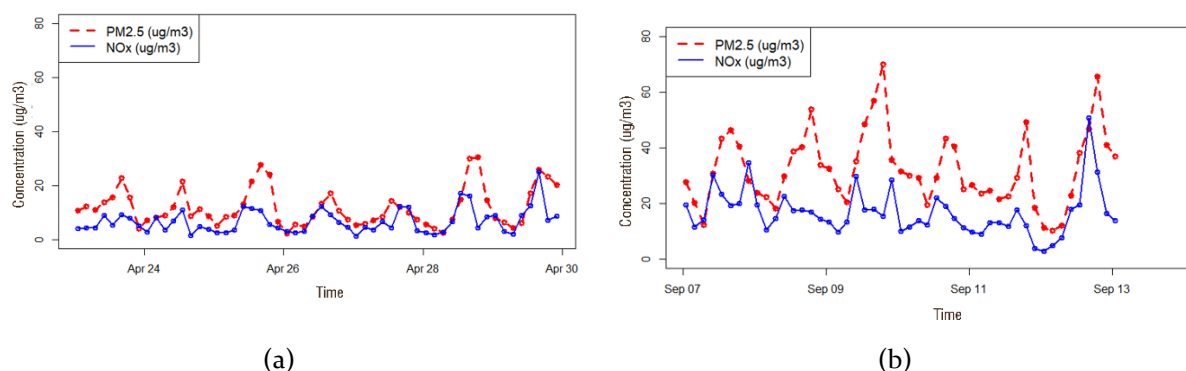 80
60
40
20
0
Concentration (ug/m3)
PM2.5 (ug/m3)
NOx (ug/m3)
Apr 24
Apr 26
Apr 28
Apr 30
Time
(a)
80
60
40
20
0
Concentration (ug/m3)
PM2.5 (ug/m3)
NOx (ug/m3)
Sep 07
Sep 09
Sep 11
Sep 13
Time
(b)